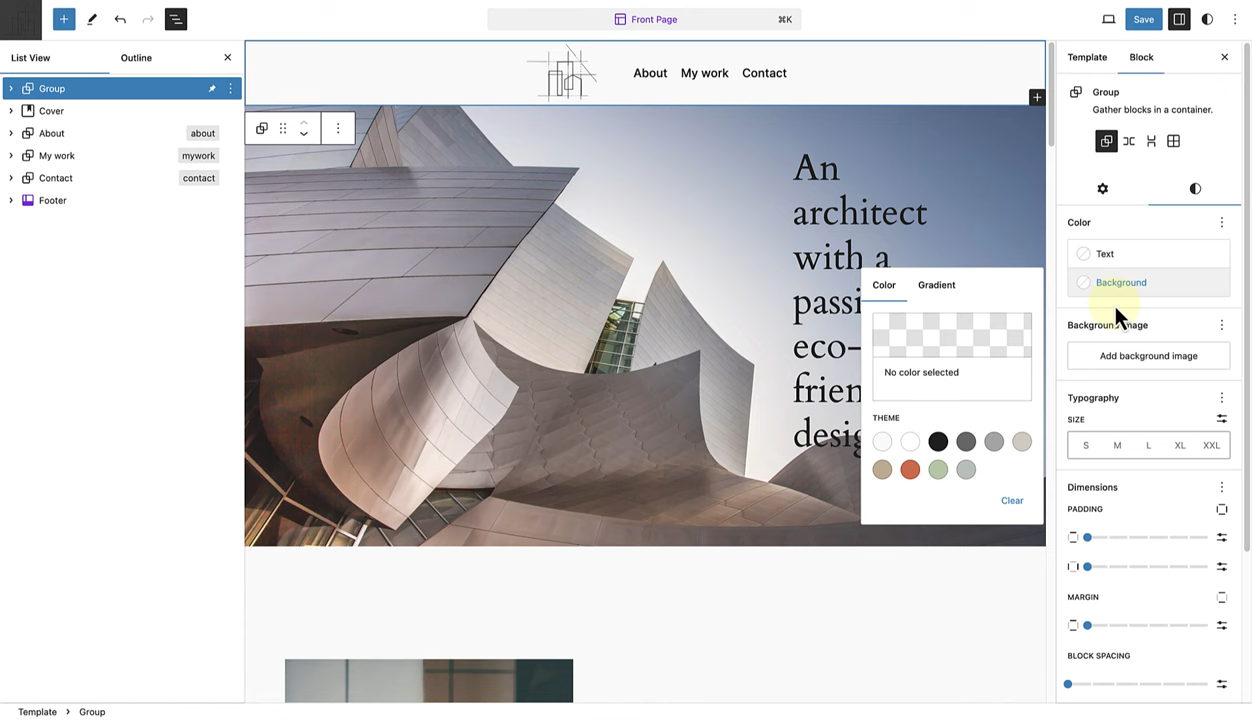 Front Page
⌘K
Save
List View
Outline
Group
Cover
About
about
My work
mywork
Contact
contact
Footer
About
My work
Contact
An
architect
with a
passi
eco-
frien
desig
Color
Gradient
No color selected
THEME
Clear
Template
Block
Group
Gather blocks in a container.
Color
Text
Background
Background image
Add background image
Typography
SIZE
S
M
L
XL
XXL
Dimensions
PADDING
MARGIN
BLOCK SPACING
Template
Group